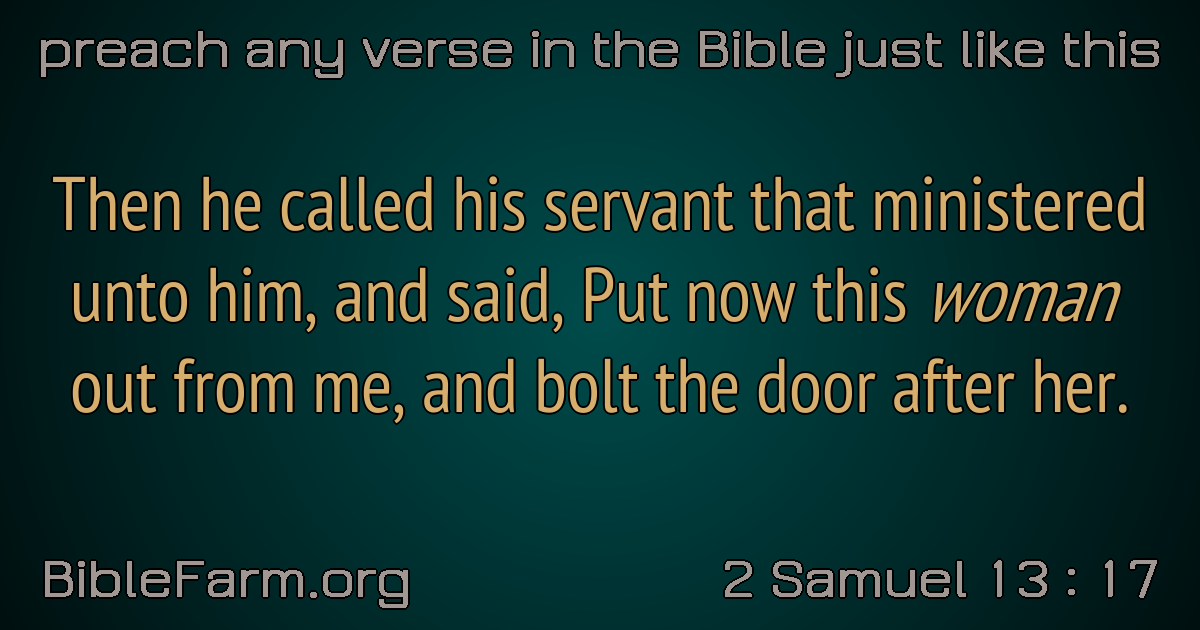 preach any verse in the Bible just like this
Then he called his servant that ministered
unto him, and said, Put now this woman
out from me, and bolt the door after her.
BibleFarm.org
2 Samuel 13 : 17